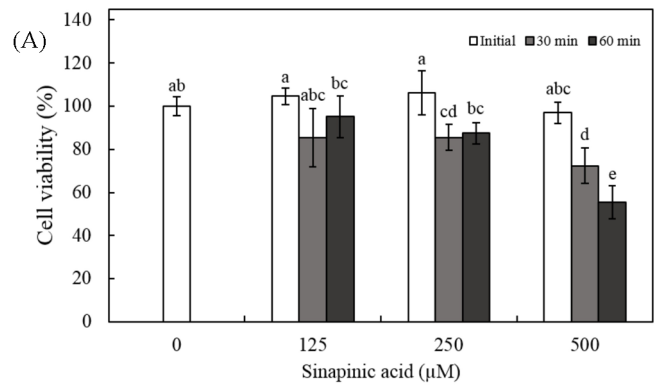 (A)
140
120
100
80
60
40
20
0
Cell viability (%)
Initial 30 min 60 min
ab
a abc bc
a cd bc
abc d e
0 125 250 500
Sinapinic acid (µM)